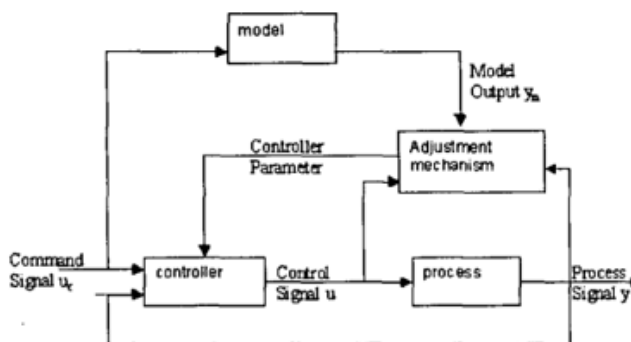 model
Model
Output ym
Adjustment
mechanism
Controller
Parameter
Command
Signal uc
controller
Control
Signal u
process
Process
Signal y